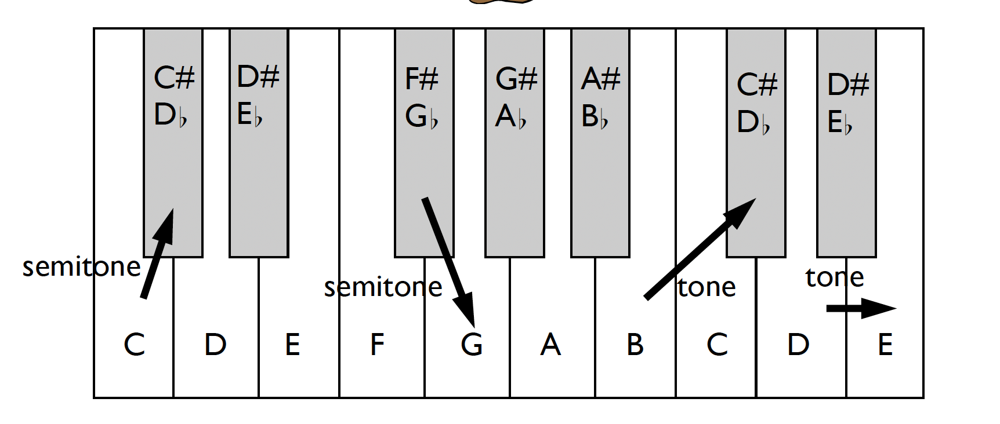 C# D# F# G# A# C# D#
D♭ E♭ G♭ A♭ B♭ D♭ E♭
semitone semitone tone tone
C D E F G A B C D E